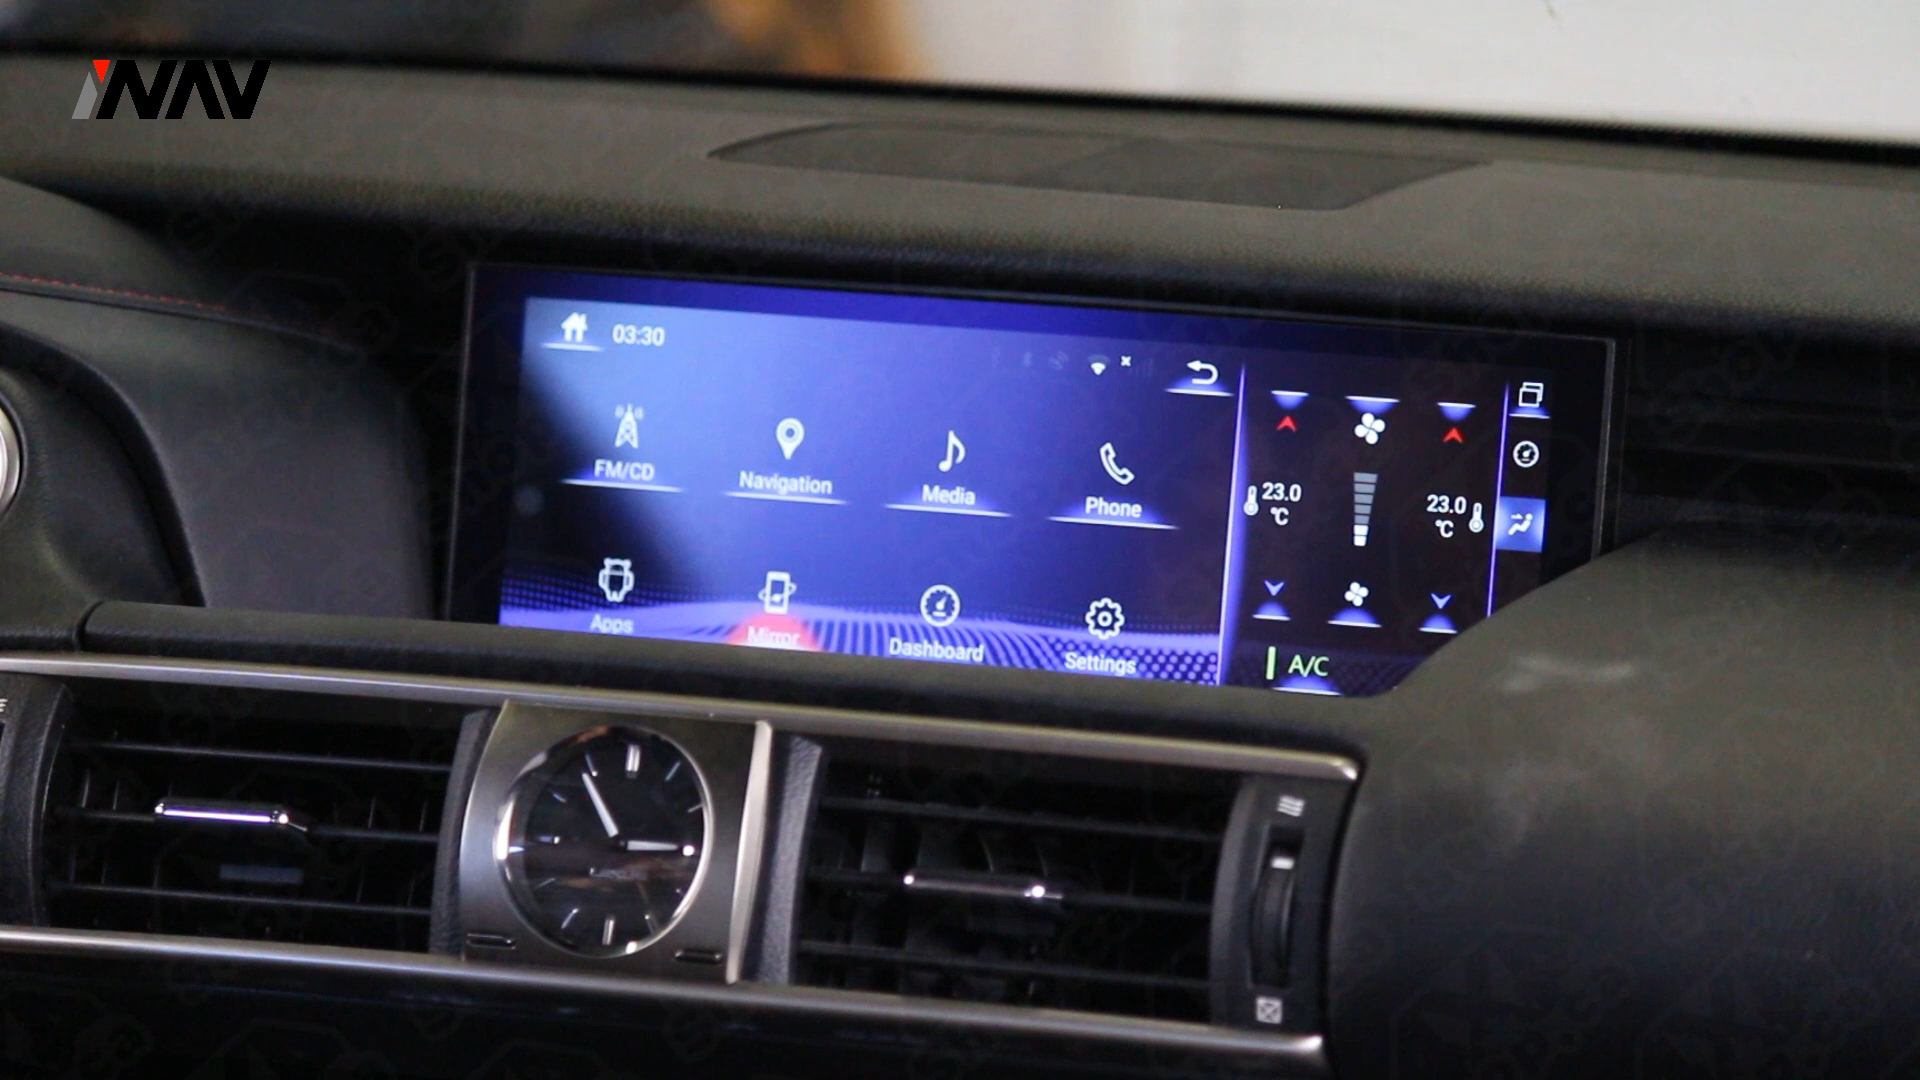 iNAV
03:30
FM/CD
Navigation
Media
Phone
Apps
Mirror
Dashboard
Settings
23.0
℃
23.0
℃
A/C